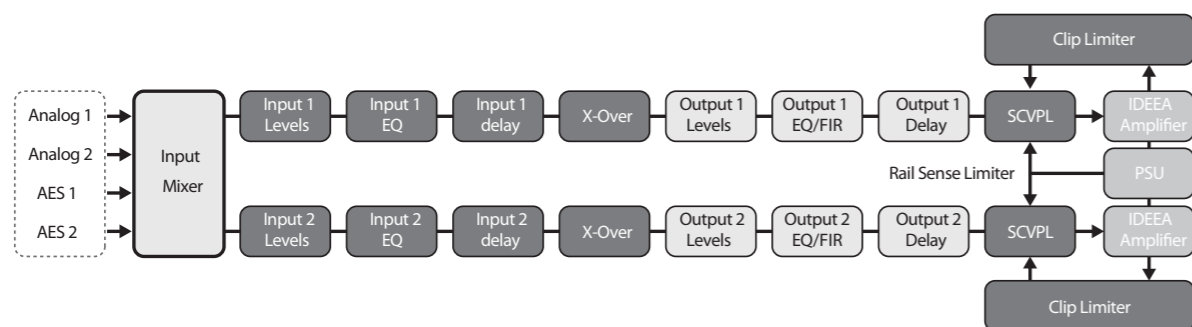 Clip Limiter
Analog 1
Analog 2
AES 1
AES 2
Input
Mixer
Input 1
Levels
Input 1
EQ
Input 1
delay
X-Over
Output 1
Levels
Output 1
EQ/FIR
Output 1
Delay
SCVPL
IDEEA
Amplifier
Rail Sense Limiter
PSU
Input 2
Levels
Input 2
EQ
Input 2
delay
X-Over
Output 2
Levels
Output 2
EQ/FIR
Output 2
Delay
SCVPL
IDEEA
Amplifier
Clip Limiter